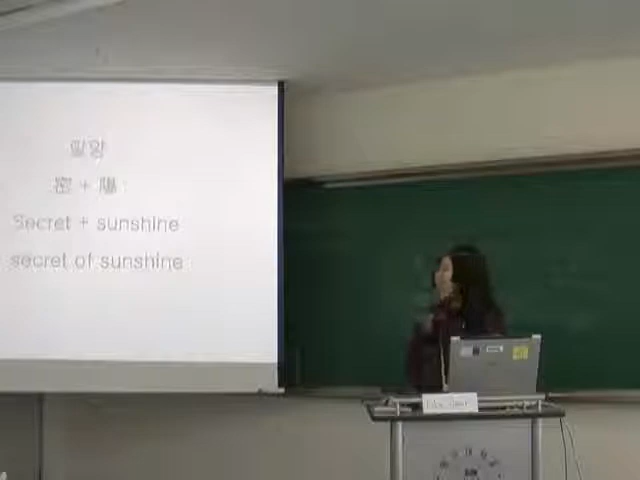 밀양
密 + 陽
Secret + sunshine
secret of sunshine